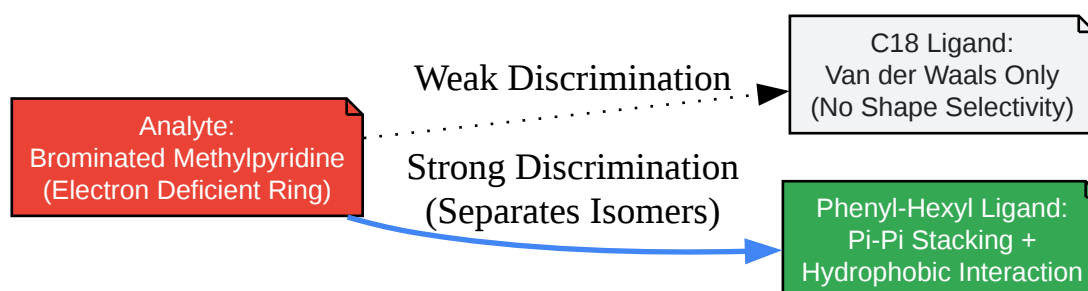 Analyte:
Brominated Methylpyridine
(Electron Deficient Ring)
Weak Discrimination
Strong Discrimination
(Separates Isomers)
C18 Ligand:
Van der Waals Only
(No Shape Selectivity)
Phenyl-Hexyl Ligand:
Pi-Pi Stacking +
Hydrophobic Interaction